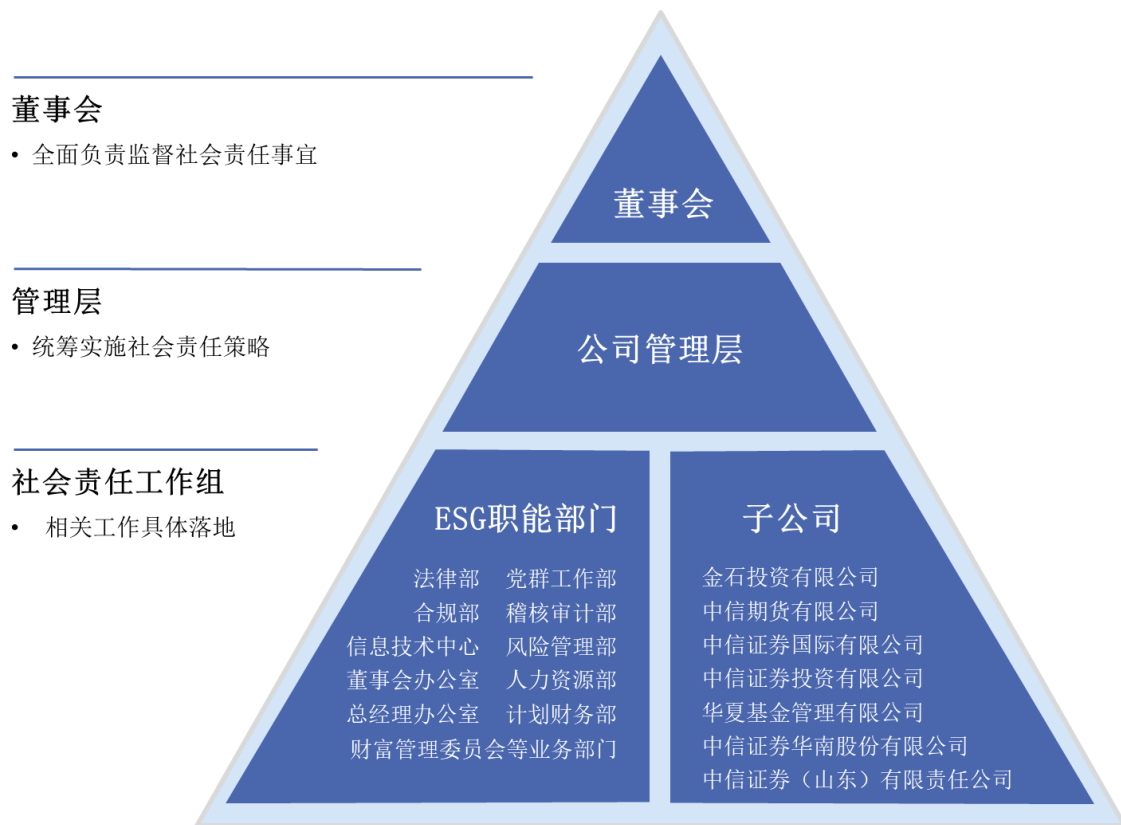 董事会
• 全面负责监督社会责任事宜
管理层
• 统筹实施社会责任策略
社会责任工作组
• 相关工作具体落地
董事会
公司管理层
ESG职能部门
法律部 党群工作部
合规部 稽核审计部
信息技术中心 风险管理部
董事会办公室 人力资源部
总经理办公室 计划财务部
财富管理委员会等业务部门
子公司
金石投资有限公司
中信期货有限公司
中信证券国际有限公司
中信证券投资有限公司
华夏基金管理有限公司
中信证券华南股份有限公司
中信证券（山东）有限责任公司